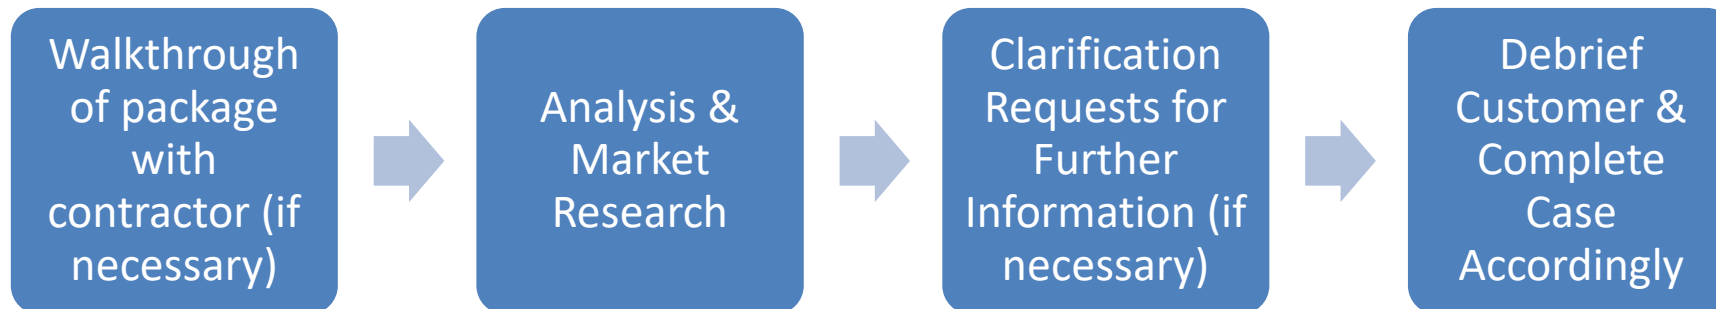 Walkthrough
of package
with
contractor (if
necessary)
Analysis &
Market
Research
Clarification
Requests for
Further
Information (if
necessary)
Debrief
Customer &
Complete
Case
Accordingly